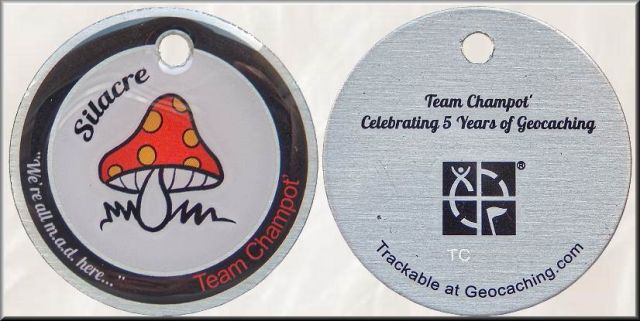 Silacre
"We're all m.a.d. here..."
Team Champot'
Team Champot'
Celebrating 5 Years of Geocaching
®
TC
Trackable at Geocaching.com